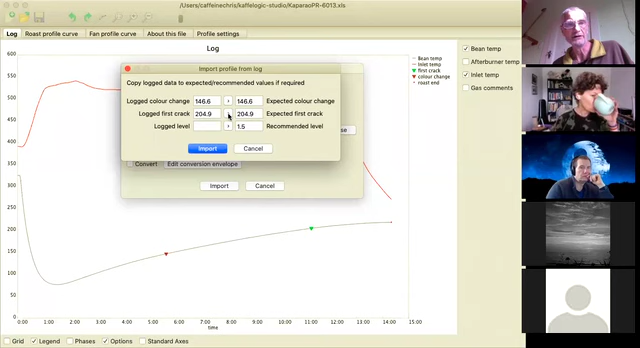 /Users/caffeinechris/kaffelogic-studio/KaparaoPR-6013.xls
Log
Roast profile curve
Fan profile curve
About this file
Profile settings
Log
600
550
500
450
400
350
300
250
200
150
100
50
0
0:00
1:00
2:00
3:00
4:00
5:00
6:00
7:00
8:00
9:00
10:00
11:00
12:00
13:00
14:00
15:00
time
Bean temp
Inlet temp
first crack
colour change
roast end
Bean temp
Afterburner temp
Inlet temp
Gas comments
Import profile from log
Copy logged data to expected/recommended values if required
Logged colour change 146.6 › 146.6 Expected colour change
Logged first crack 204.9 204.9 Expected first crack
Logged level › 1.5 Recommended level
Import Cancel
Convert Edit conversion envelope
Import Cancel
Grid Legend Phases Options Standard Axes